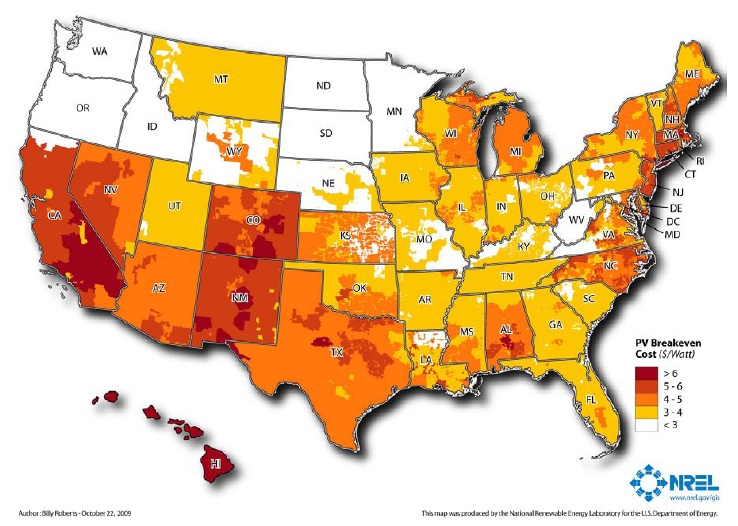 WA
MT
ND
MN
OR
ID
SD
WY
WI
MI
NY
VT
NH
ME
MA
RI
CT
NJ
DE
DC
MD
NV
UT
NE
IA
IL
IN
OH
PA
WV
VA
CA
CO
KS
MO
KY
NC
AZ
NM
OK
AR
TN
SC
TX
LA
MS
AL
GA
FL
HI
PV Breakeven
Cost ($/Watt)
> 6
5 - 6
4 - 5
3 - 4
< 3
NREL
www.nrel.gov/gis
Author: Billy Roberts - October 22, 2009
This map was produced by the National Renewable Energy Laboratory for the U.S. Department of Energy.